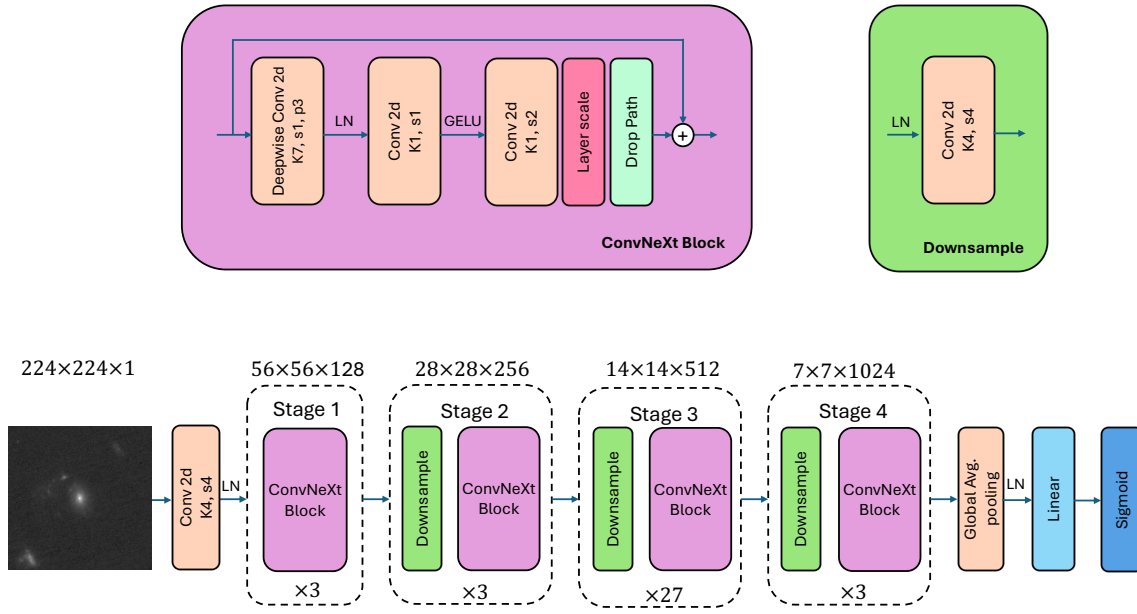 Deepwise Conv 2d
K7, s1, p3
LN
Conv 2d
K1, s1
GELU
Conv 2d
K1, s2
Layer scale
Drop Path
+
ConvNeXt Block
LN
Conv 2d
K4, s4
Downsample
224×224×1
56×56×128
28×28×256
14×14×512
7×7×1024
Conv 2d
K4, s4
LN
Stage 1
ConvNeXt
Block
×3
Stage 2
Downsample
ConvNeXt
Block
×3
Stage 3
Downsample
ConvNeXt
Block
×27
Stage 4
Downsample
ConvNeXt
Block
×3
Global Avg.
pooling
LN
Linear
Sigmoid